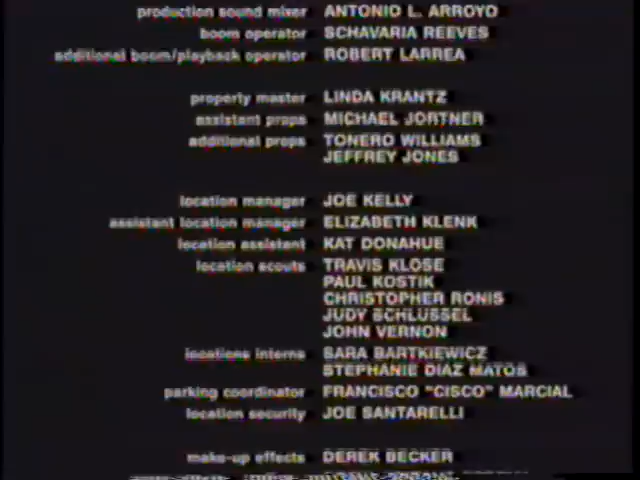 production sound mixer ANTONIO L. ARROYO
boom operator SCHAVARIA REEVES
additional boom/playback operator ROBERT LARREA
property master LINDA KRANTZ
assistant props MICHAEL JORTNER
additional props TONERO WILLIAMS
JEFFREY JONES
location manager JOE KELLY
assistant location manager ELIZABETH KLENK
location assistant KAT DONAHUE
location scouts TRAVIS KLOSE
PAUL KOSTIK
CHRISTOPHER RONIS
JUDY SCHLUSSEL
JOHN VERNON
locations interns SARA BARTKIEWICZ
STEPHANIE DIAZ MATOS
parking coordinator FRANCISCO "CISCO" MARCIAL
location security JOE SANTARELLI
make-up effects DEREK BECKER